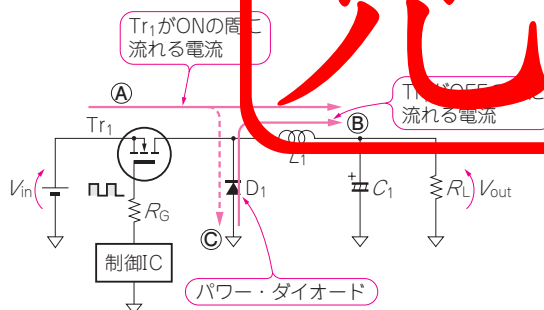 Tr1がONの間に
流れる電流
A
流れる電流
B
Tr1
L1
Vin
D1
C1
RL
Vout
RG
C
制御IC
パワー・ダイオード